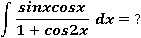 ∫ sinxcosx / 1 + cos2x dx = ?